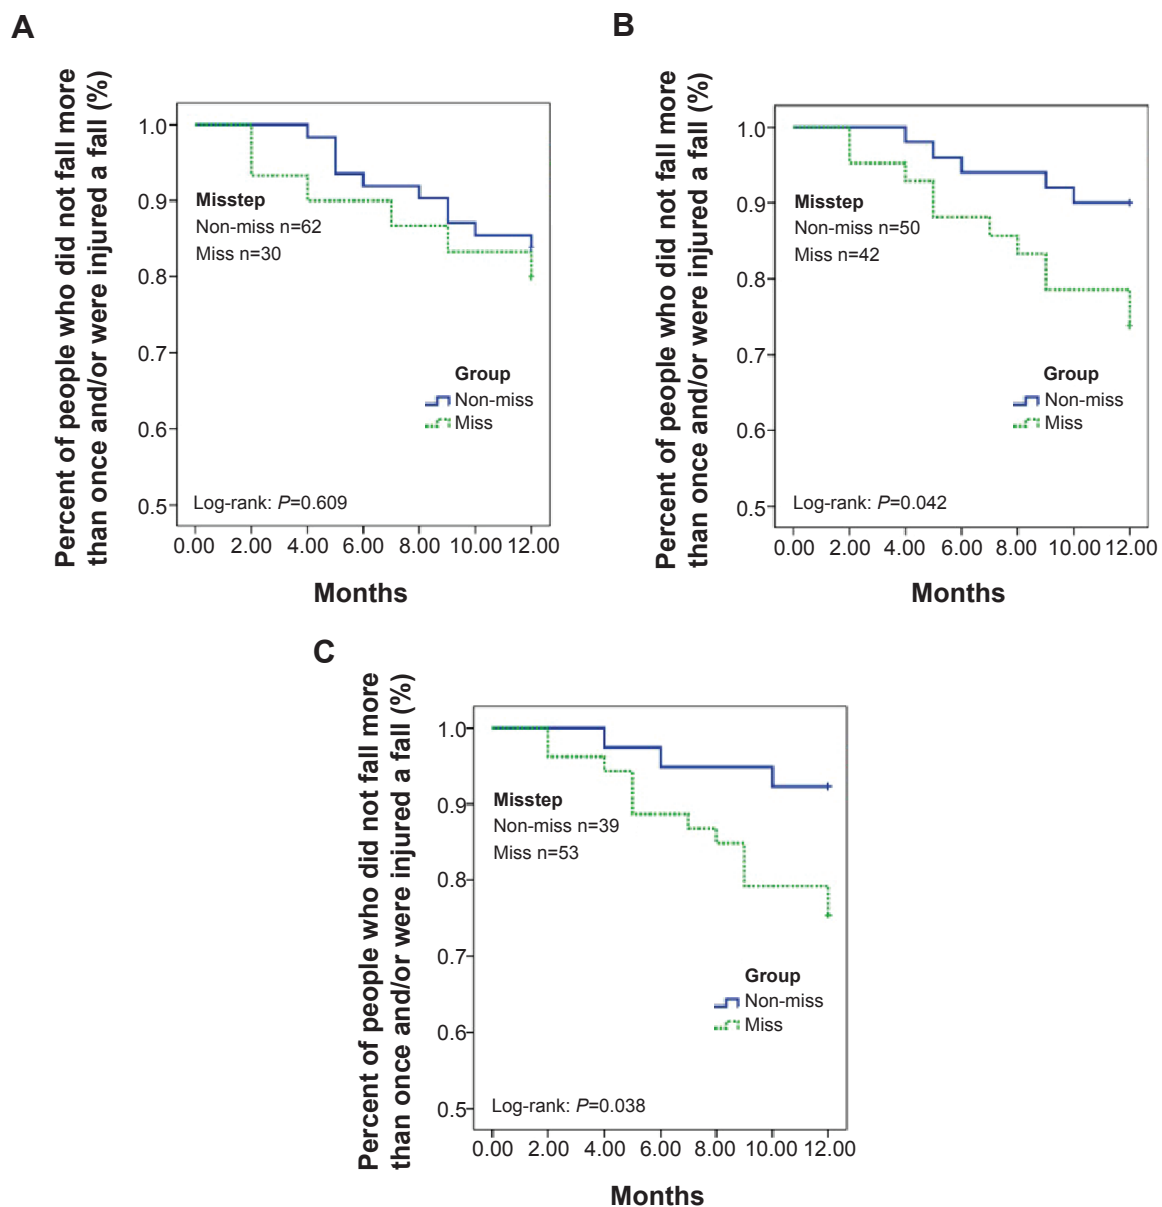 A
Percent of people who did not fall more
than once and/or were injured a fall (%)
1.0
0.9
0.8
0.7
0.6
0.5
Misstep
Non-miss n=62
Miss n=30
Group
Non-miss
Miss
Log-rank: P=0.609
0.00 2.00 4.00 6.00 8.00 10.00 12.00
Months
B
Percent of people who did not fall more
than once and/or were injured a fall (%)
1.0
0.9
0.8
0.7
0.6
0.5
Misstep
Non-miss n=50
Miss n=42
Group
Non-miss
Miss
Log-rank: P=0.042
0.00 2.00 4.00 6.00 8.00 10.00 12.00
Months
C
Percent of people who did not fall more
than once and/or were injured a fall (%)
1.0
0.9
0.8
0.7
0.6
0.5
Misstep
Non-miss n=39
Miss n=53
Group
Non-miss
Miss
Log-rank: P=0.038
0.00 2.00 4.00 6.00 8.00 10.00 12.00
Months